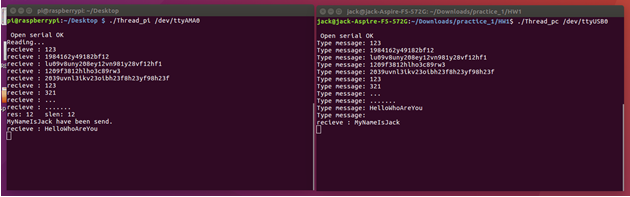 pi@raspberrypi: ~/Desktop
pi@raspberrypi:~/Desktop $ ./Thread_pi /dev/ttyAMA0
Open serial OK
Reading...
recieve : 123
recieve : 1984162y49182bf12
recieve : lu09v8uny208ey12vn981y28vf12hf1
recieve : 1209f3812hlho3c89rw3
recieve : 2039uvnl3ikv23oibh23f8h23yf98h23f
recieve : 123
recieve : 321
recieve : ...
recieve : .......
res: 12 slen: 12
MyNameIsJack have been send.
recieve : HelloWhoAreYou
jack@jack-Aspire-F5-572G: ~/Downloads/practice_1/HW1
jack@jack-Aspire-F5-572G:~/Downloads/practice_1/HW1$ ./Thread_pc /dev/ttyUSB0
Open serial OK
Type message: 123
Type message: 1984162y49182bf12
Type message: lu09v8uny208ey12vn981y28vf12hf1
Type message: 1209f3812hlho3c89rw3
Type message: 2039uvnl3ikv23oibh23f8h23yf98h23f
Type message: 123
Type message: 321
Type message: ...
Type message: .......
Type message: HelloWhoAreYou
Type message:
recieve : MyNameIsJack